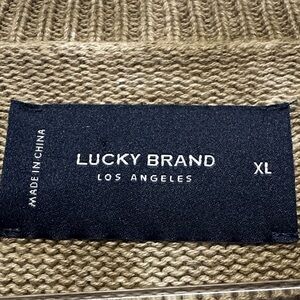 MADE IN CHINA
LUCKY BRAND
LOS ANGELES
XL